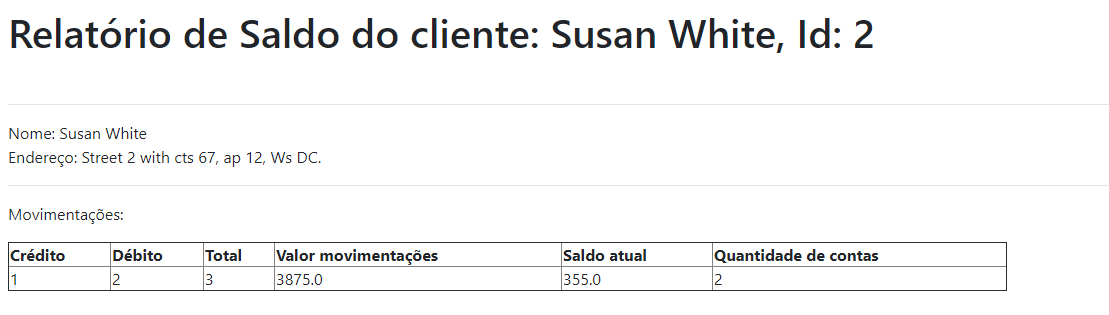 Relatório de Saldo do cliente: Susan White, Id: 2
Nome: Susan White
Endereço: Street 2 with cts 67, ap 12, Ws DC.
Movimentações:
Crédito Débito Total Valor movimentações Saldo atual Quantidade de contas
1 2 3 3875.0 355.0 2